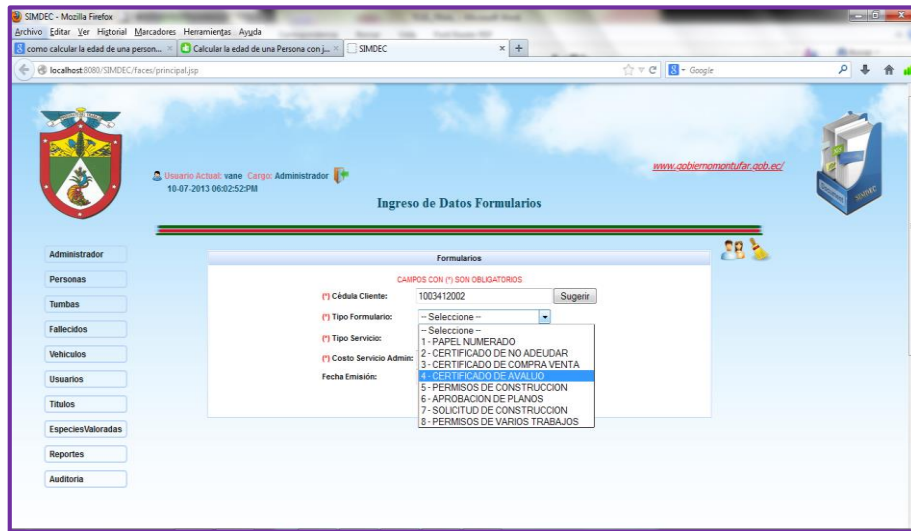 SIMDEC - Mozilla Firefox
Archivo Editar Ver Historial Marcadores Herramientas Ayuda
como calcular la edad de una person... Calcular la edad de una Persona con j... SIMDEC
localhost:8080/SIMDEC/faces/principal.jsp Google
Usuario Actual: vane Cargo: Administrador
10-07-2013 06:02:52:PM
www.gobiernomontufar.gob.ec/
SIMDEC
Ingreso de Datos Formularios
Administrador
Personas
Tumbas
Fallecidos
Vehiculos
Usuarios
Titulos
EspeciesValoradas
Reportes
Auditoria
Formularios
CAMPOS CON (*) SON OBLIGATORIOS
(*) Cédula Cliente: 1003412002 Sugerir
(*) Tipo Formulario: -- Seleccione --
(*) Tipo Servicio:
(*) Costo Servicio Admin:
Fecha Emisión:
-- Seleccione --
1 - PAPEL NUMERADO
2 - CERTIFICADO DE NO ADEUDAR
3 - CERTIFICADO DE COMPRA VENTA
4 - CERTIFICADO DE AVALUO
5 - PERMISOS DE CONSTRUCCION
6 - APROBACION DE PLANOS
7 - SOLICITUD DE CONSTRUCCION
8 - PERMISOS DE VARIOS TRABAJOS